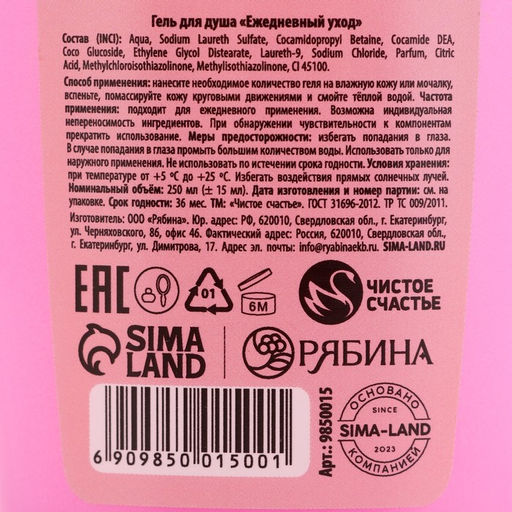 Гель для душа «Ежедневный уход»
Состав (INCI): Aqua, Sodium Laureth Sulfate, Cocamidopropyl Betaine, Cocamide DEA,
Coco Glucoside, Ethylene Glycol Distearate, Laureth-9, Sodium Chloride, Parfum, Citric
Acid, Methylchloroisothiazolinone, Methylisothiazolinone, CI 45100.
Способ применения: нанесите необходимое количество геля на влажную кожу или мочалку,
вспеньте, помассируйте кожу круговыми движениями и смойте тёплой водой. Частота
применения: подходит для ежедневного применения. Возможна индивидуальная
непереносимость ингредиентов. При обнаружении чувствительности к компонентам
прекратить использование. Меры предосторожности: избегать попадания в глаза.
В случае попадания в глаза промыть большим количеством воды. Использовать только для
наружного применения. Не использовать по истечении срока годности. Условия хранения:
при температуре от +5 °С до +25 °С. Избегать воздействия прямых солнечных лучей.
Номинальный объём: 250 мл (± 15 мл). Дата изготовления и номер партии: см. на
упаковке. Срок годности: 36 мес. ТМ «Чистое счастье». ГОСТ 31696-2012. ТР ТС 009/2011.
Изготовитель: ООО «Рябина». Юр. адрес: РФ, 620010, Свердловская обл., г. Екатеринбург,
ул. Черняховского, 86, офис 46. Фактический адрес: Россия, 620010, Свердловская обл.,
г. Екатеринбург, ул. Димитрова, 17. Эл. почты: info@ryabinaekb.ru. SIMA-LAND.RU
EAC
01
6M
ЧИСТОЕ
СЧАСТЬЕ
SIMA
LAND
РЯБИНА
6 909850 015001
Арт.: 9850015
ОСНОВАНО
SINCE
SIMA-LAND
2023
КОМПАНИЕЙ